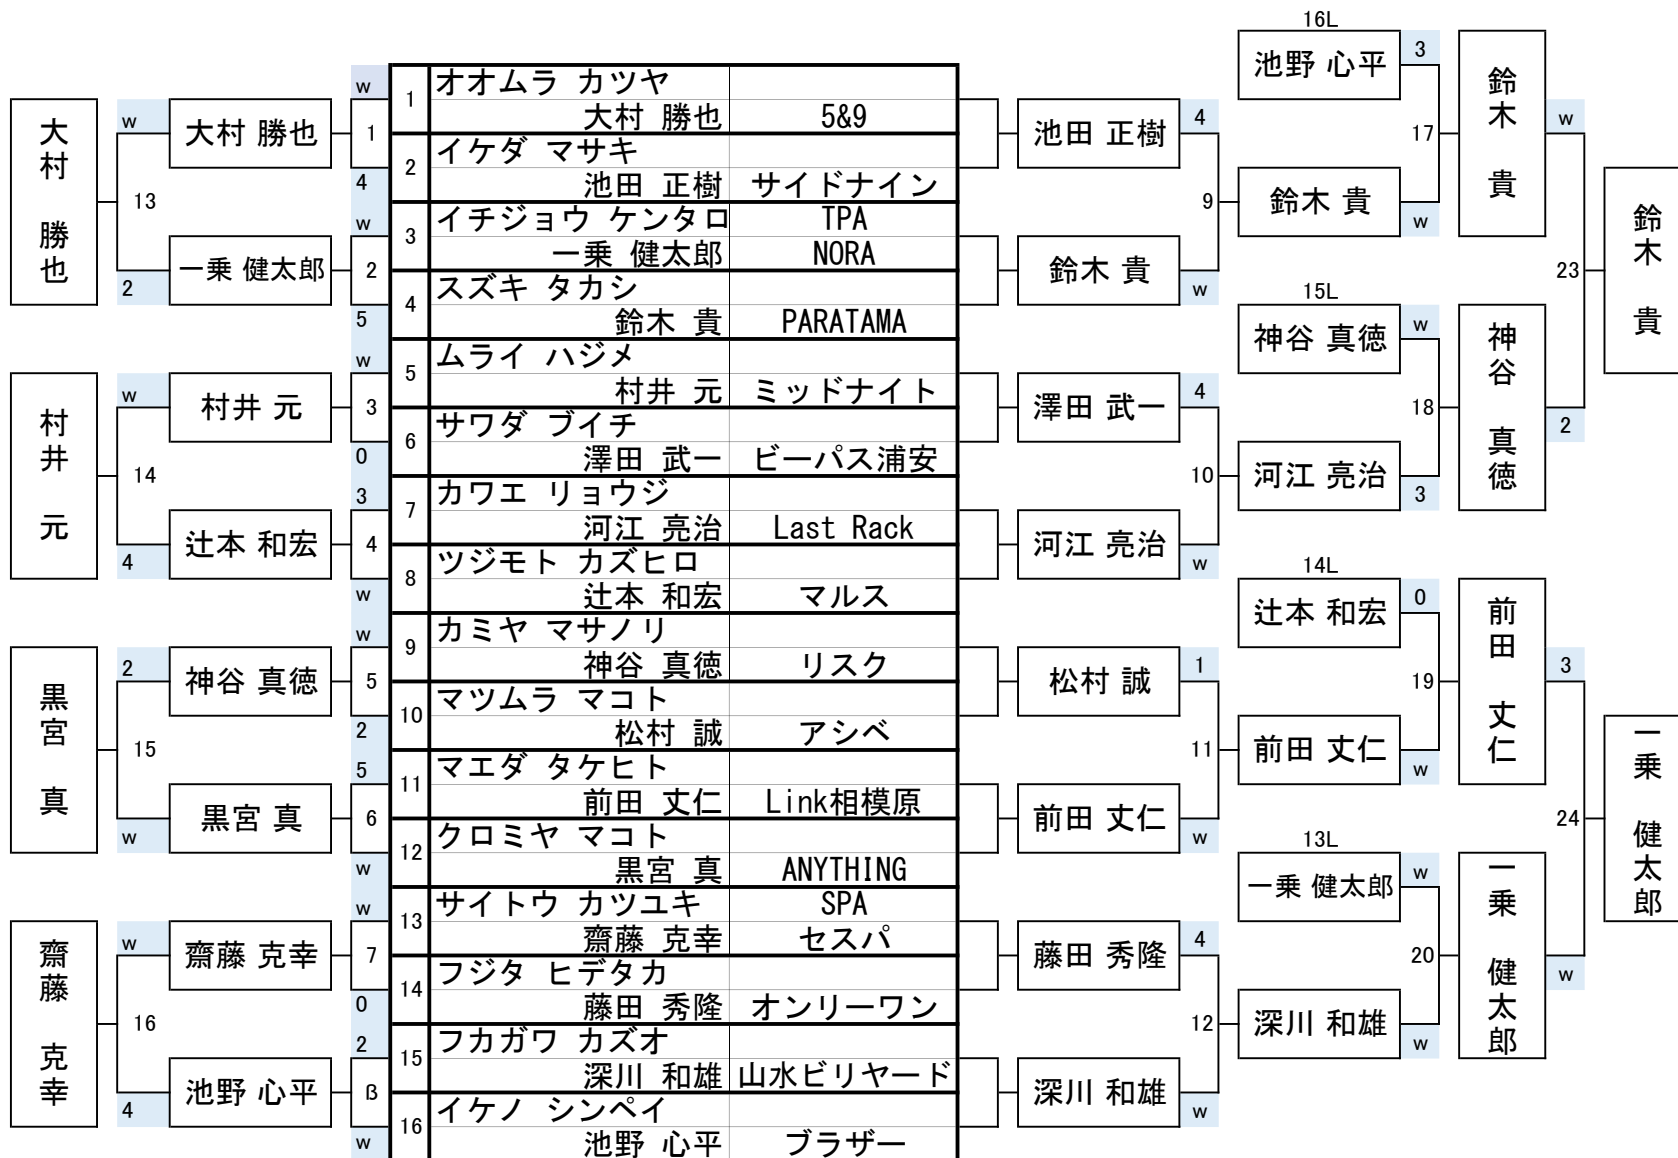 16L
池野 心平
3
鈴木 貴
17
鈴木 貴
w
w
23
鈴木 貴
15L
神谷 真徳
w
神谷 真徳
18
河江 亮治
3
2
14L
辻本 和宏
0
前田 丈仁
19
前田 丈仁
w
3
24
一乗 健太郎
13L
一乗 健太郎
w
一乗 健太郎
20
深川 和雄
w
w
大村 勝也
w
13
2
大村 勝也
一乗 健太郎
村井 元
w
14
4
村井 元
辻本 和宏
黒宮 真
2
15
w
神谷 真徳
黒宮 真
齋藤 克幸
w
16
4
齋藤 克幸
池野 心平
w
1
4
w
2
5
w
3
0
3
4
w
w
5
2
5
6
w
w
7
0
2
ß
w
1 オオムラ カツヤ
大村 勝也 5&9
2 イケダ マサキ
池田 正樹 サイドナイン
3 イチジョウ ケンタロ TPA
一乗 健太郎 NORA
4 スズキ タカシ
鈴木 貴 PARATAMA
5 ムライ ハジメ
村井 元 ミッドナイト
6 サワダ ブイチ
澤田 武一 ビーパス浦安
7 カワエ リョウジ
河江 亮治 Last Rack
8 ツジモト カズヒロ
辻本 和宏 マルス
9 カミヤ マサノリ
神谷 真徳 リスク
10 マツムラ マコト
松村 誠 アシベ
11 マエダ タケヒト
前田 丈仁 Link相模原
12 クロミヤ マコト
黒宮 真 ANYTHING
13 サイトウ カツユキ SPA
齋藤 克幸 セスパ
14 フジタ ヒデタカ
藤田 秀隆 オンリーワン
15 フカガワ カズオ
深川 和雄 山水ビリヤード
16 イケノ シンペイ
池野 心平 ブラザー
池田 正樹
4
9
鈴木 貴
w
澤田 武一
4
10
河江 亮治
w
松村 誠
1
11
前田 丈仁
w
藤田 秀隆
4
12
深川 和雄
w